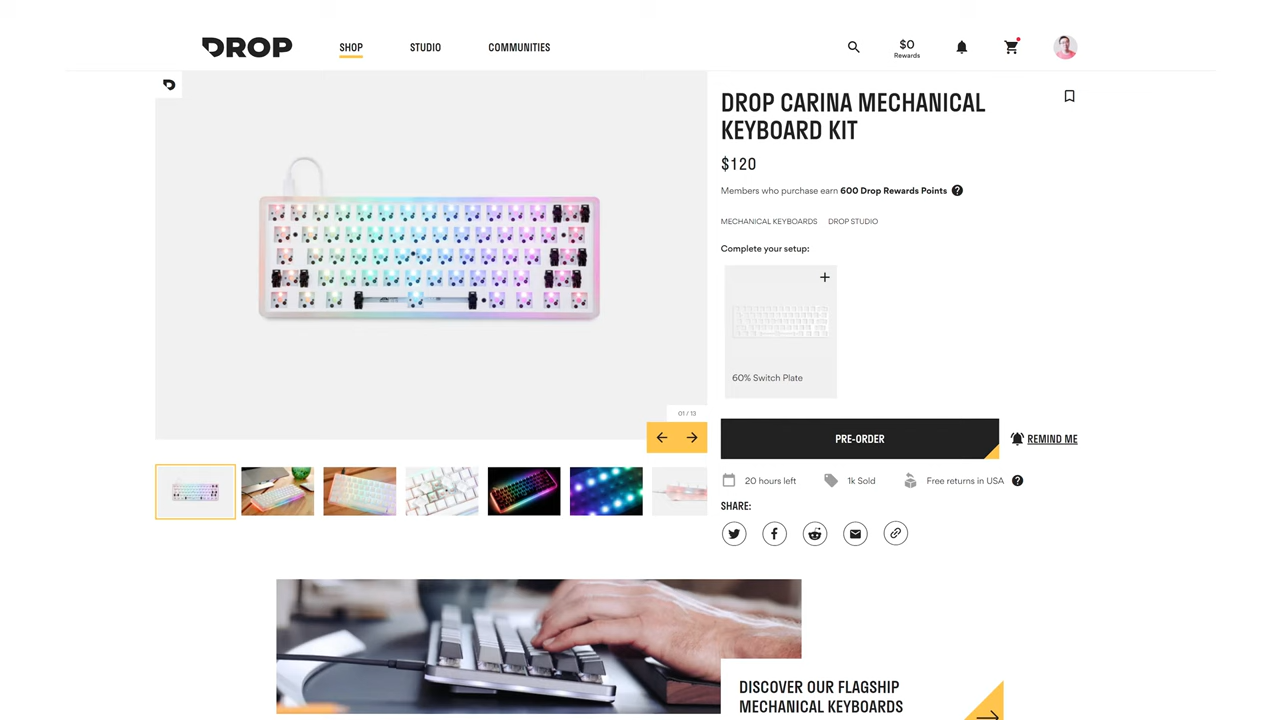 DROP
SHOP
STUDIO
COMMUNITIES
$0
Rewards
DROP CARINA MECHANICAL
KEYBOARD KIT
$120
Members who purchase earn 600 Drop Rewards Points ?
MECHANICAL KEYBOARDS DROP STUDIO
Complete your setup:
60% Switch Plate
01 / 13
PRE-ORDER
REMIND ME
20 hours left
1k Sold
Free returns in USA ?
SHARE:
DISCOVER OUR FLAGSHIP
MECHANICAL KEYBOARDS